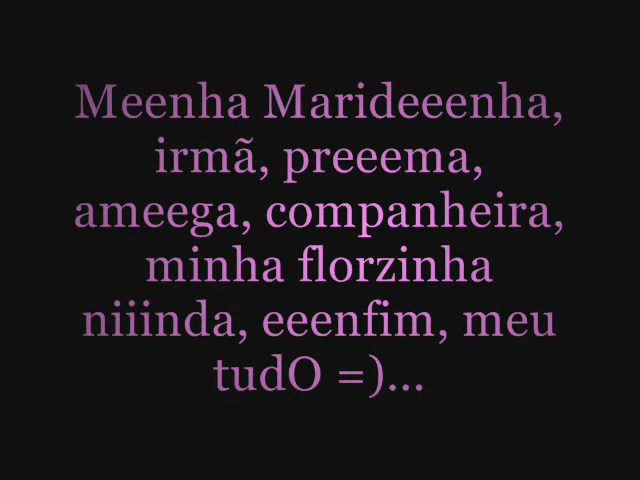 Meenha Marideeenha,
irmã, preeema,
ameega, companheira,
minha florzinha
niiinda, eeenfim, meu
tudO =)...